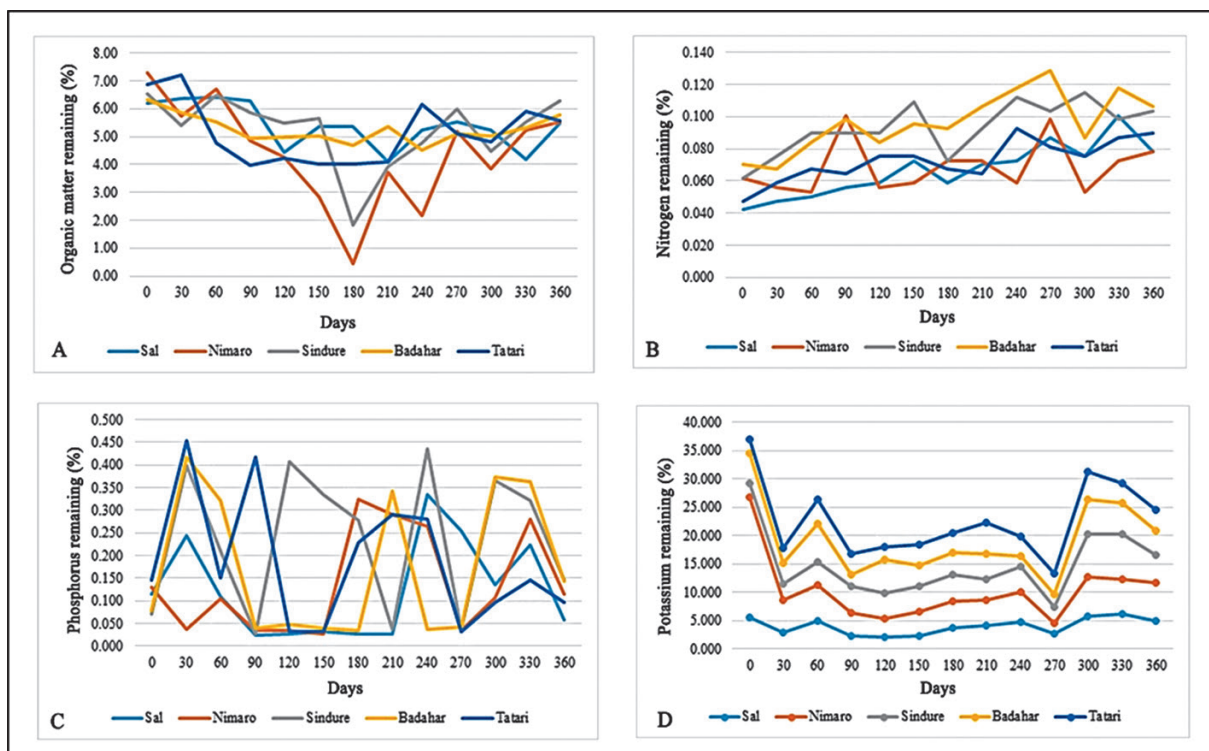 Organic matter remaining (%)
8.00
7.00
6.00
5.00
4.00
3.00
2.00
1.00
0.00
0 30 60 90 120 150 180 210 240 270 300 330 360
Days
A
Sal Nimaro Sindure Badahar Tatari
Nitrogen remaining (%)
0.140
0.120
0.100
0.080
0.060
0.040
0.020
0.000
0 30 60 90 120 150 180 210 240 270 300 330 360
Days
B
Sal Nimaro Sindure Badahar Tatari
Phosphorus remaining (%)
0.500
0.450
0.400
0.350
0.300
0.250
0.200
0.150
0.100
0.050
0.000
0 30 60 90 120 150 180 210 240 270 300 330 360
Days
C
Sal Nimaro Sindure Badahar Tatari
Potassium remaining (%)
40.000
35.000
30.000
25.000
20.000
15.000
10.000
5.000
0.000
0 30 60 90 120 150 180 210 240 270 300 330 360
Days
D
Sal Nimaro Sindure Badahar Tatari